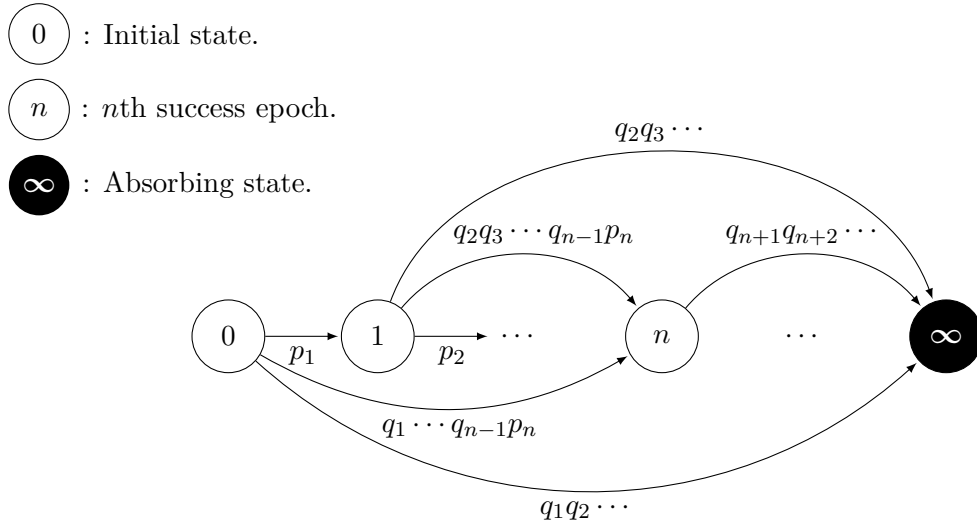 0 : Initial state.
n : nth success epoch.
∞ : Absorbing state.
q₂q₃ ⋯
q₂q₃ ⋯ qₙ₋₁pₙ
qₙ₊₁qₙ₊₂ ⋯
0 1 ⋯ n ⋯ ∞
p₁ p₂
q₁ ⋯ qₙ₋₁pₙ
q₁q₂ ⋯